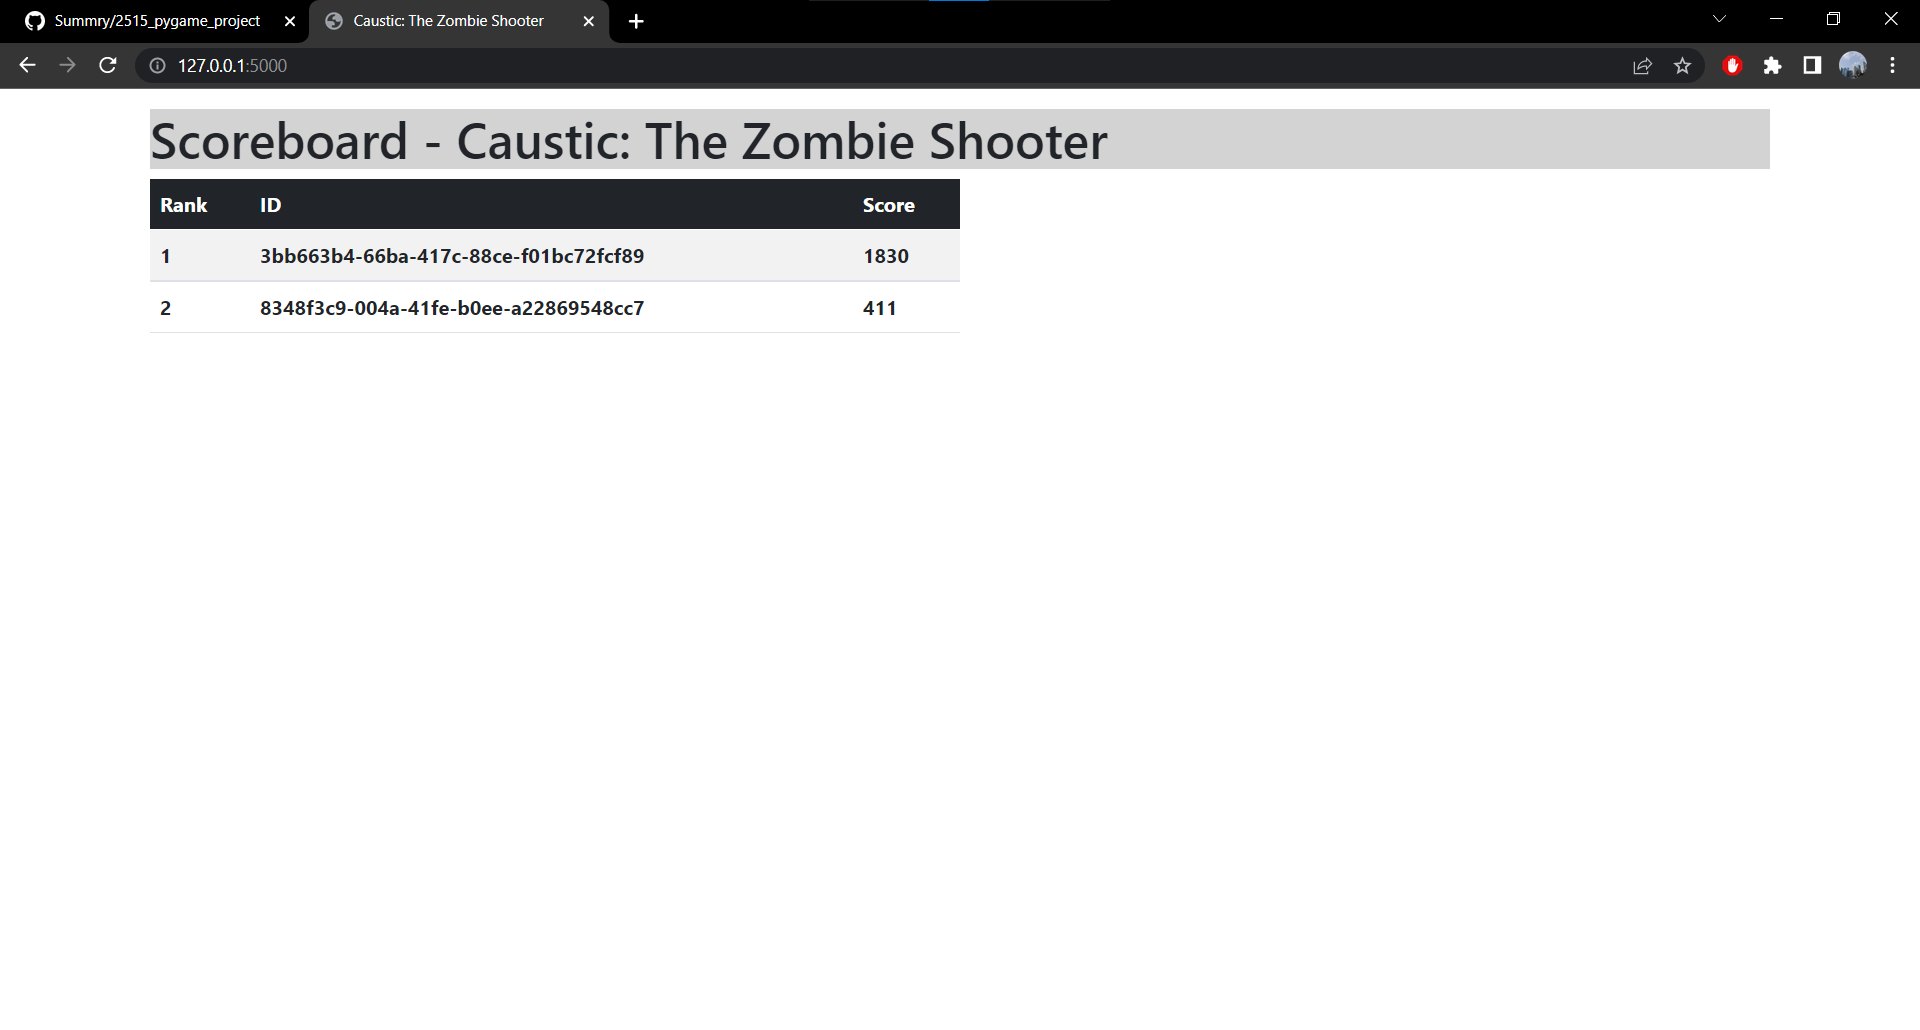 Summry/2515_pygame_project Caustic: The Zombie Shooter
127.0.0.1:5000
Scoreboard - Caustic: The Zombie Shooter
Rank ID Score
1 3bb663b4-66ba-417c-88ce-f01bc72fcf89 1830
2 8348f3c9-004a-41fe-b0ee-a22869548cc7 411